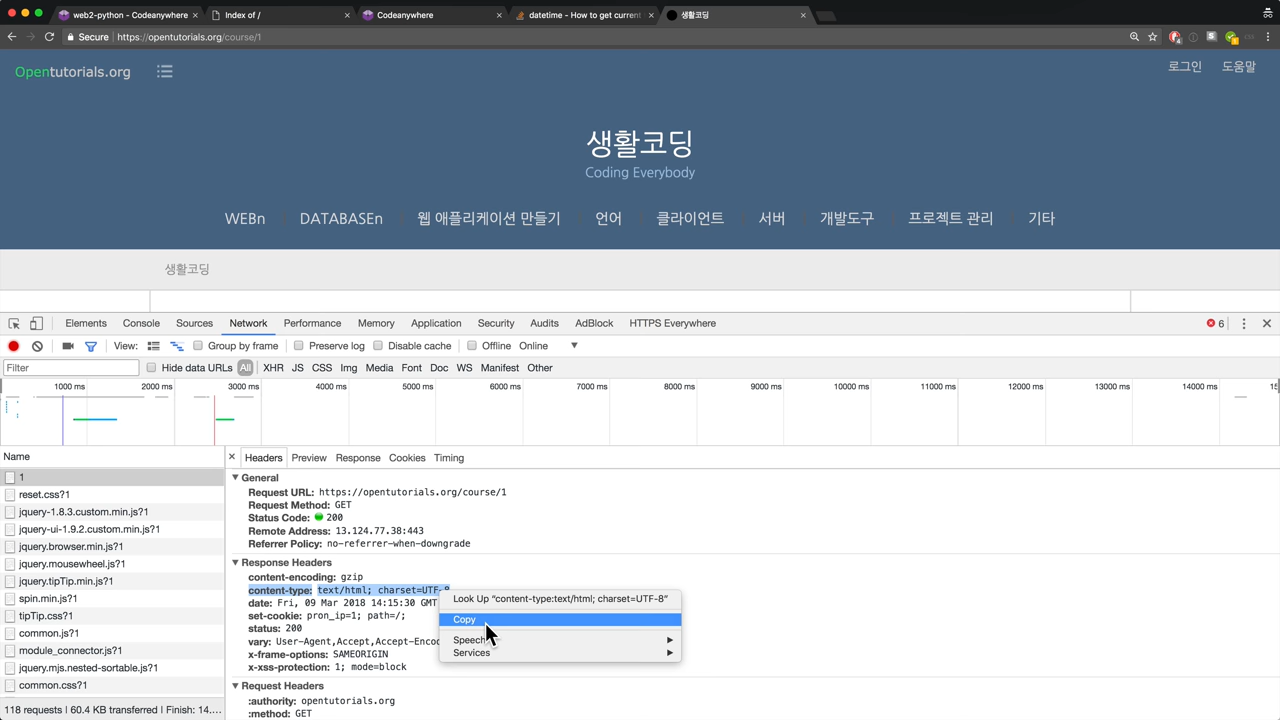 web2-python - Codeanywhere
Index of /
Codeanywhere
datetime - How to get current
생활코딩
Secure
https://opentutorials.org/course/1
Opentutorials.org
로그인 도움말
생활코딩
Coding Everybody
WEBn DATABASEn 웹 애플리케이션 만들기 언어 클라이언트 서버 개발도구 프로젝트 관리 기타
생활코딩
Elements Console Sources Network Performance Memory Application Security Audits AdBlock HTTPS Everywhere 6
View: Group by frame Preserve log Disable cache Offline Online
Filter Hide data URLs All XHR JS CSS Img Media Font Doc WS Manifest Other
1000 ms 2000 ms 3000 ms 4000 ms 5000 ms 6000 ms 7000 ms 8000 ms 9000 ms 10000 ms 11000 ms 12000 ms 13000 ms 14000 ms
Name
1
reset.css?1
jquery-1.8.3.custom.min.js?1
jquery-ui-1.9.2.custom.min.js?1
jquery.browser.min.js?1
jquery.mousewheel.js?1
jquery.tipTip.min.js?1
spin.min.js?1
tipTip.css?1
common.js?1
module_connector.js?1
jquery.mjs.nested-sortable.js?1
common.css?1
118 requests | 60.4 KB transferred | Finish: 14....
Headers Preview Response Cookies Timing
General
Request URL: https://opentutorials.org/course/1
Request Method: GET
Status Code: 200
Remote Address: 13.124.77.38:443
Referrer Policy: no-referrer-when-downgrade
Response Headers
content-encoding: gzip
content-type: text/html; charset=UTF-8
date: Fri, 09 Mar 2018 14:15:30 GMT
set-cookie: pron_ip=1; path=/;
status: 200
vary: User-Agent,Accept,Accept-Enco
x-frame-options: SAMEORIGIN
x-xss-protection: 1; mode=block
Request Headers
:authority: opentutorials.org
:method: GET
Look Up “content-type:text/html; charset=UTF-8”
Copy
Speech
Services